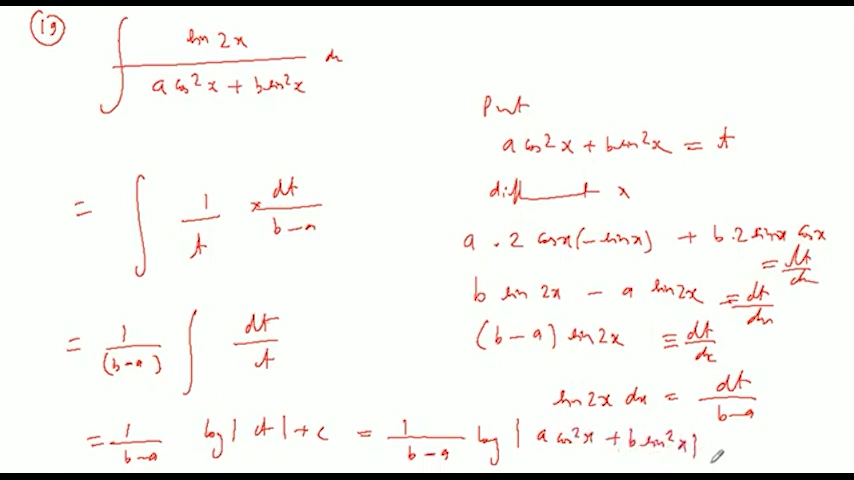 (19) ∫ sin 2x / (a cos²x + b sin²x) dx
= ∫ 1/t × dt/(b-a)
= 1/(b-a) ∫ dt/t
= 1/(b-a) log|t|+c = 1/(b-a) log|a cos²x + b sin²x|
Put
a cos²x + b sin²x = t
diff x
a . 2 cosx(-sinx) + b.2 sinx cosx
= dt/dx
b sin 2x - a sin2x = dt/dx
(b-a) sin2x = dt/dx
sin2x dx = dt/(b-a)